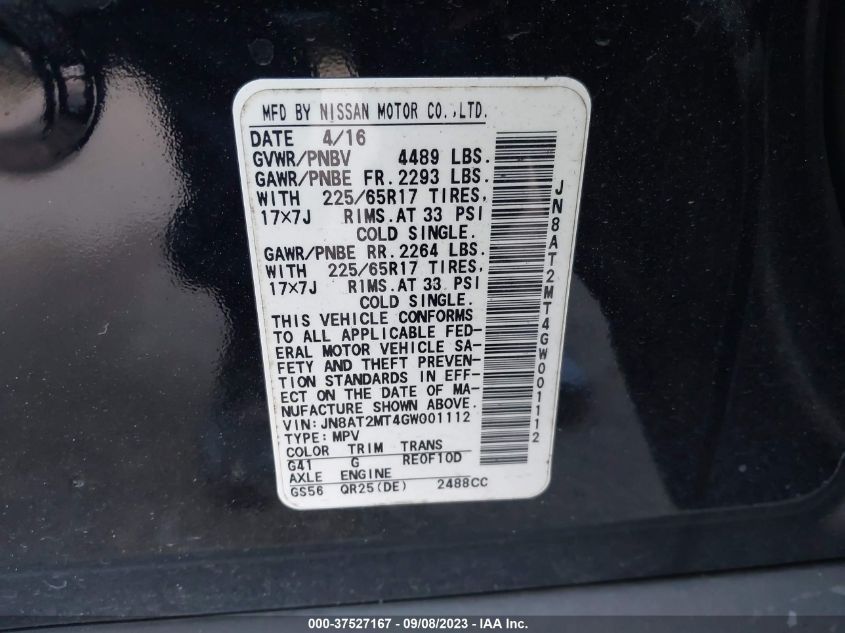 MFD BY NISSAN MOTOR CO.,LTD.
DATE 4/16
GVWR/PNBV 4489 LBS.
GAWR/PNBE FR. 2293 LBS.
WITH 225/65R17 TIRES,
17×7J RIMS. AT 33 PSI
COLD SINGLE.
GAWR/PNBE RR. 2264 LBS.
WITH 225/65R17 TIRES,
17×7J RIMS. AT 33 PSI
COLD SINGLE.
THIS VEHICLE CONFORMS
TO ALL APPLICABLE FED-
ERAL MOTOR VEHICLE SA-
FETY AND THEFT PREVEN-
TION STANDARDS IN EFF-
ECT ON THE DATE OF MA-
NUFACTURE SHOWN ABOVE.
VIN: JN8AT2MT4GW001112
TYPE: MPV
COLOR TRIM TRANS
G41 G RE0F10D
AXLE ENGINE
GS56 QR25(DE) 2488CC
JN8AT2MT4GW001112
000-37527167 - 09/08/2023 - IAA Inc.